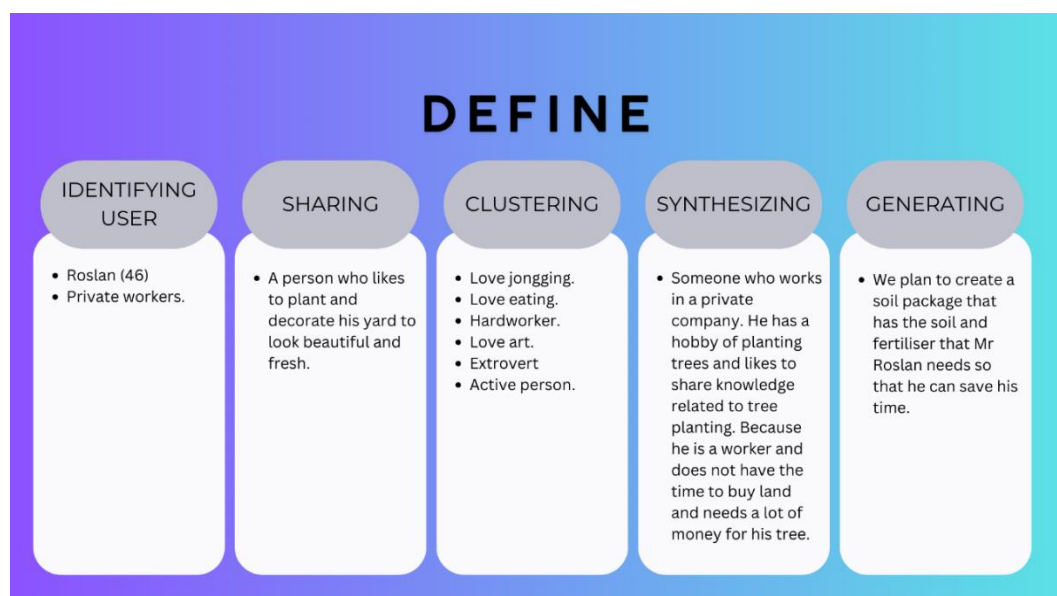 DEFINE
IDENTIFYING
USER
• Roslan (46)
• Private workers.
SHARING
• A person who likes
to plant and
decorate his yard to
look beautiful and
fresh.
CLUSTERING
• Love jongging.
• Love eating.
• Hardworker.
• Love art.
• Extrovert
• Active person.
SYNTHESIZING
• Someone who works
in a private
company. He has a
hobby of planting
trees and likes to
share knowledge
related to tree
planting. Because
he is a worker and
does not have the
time to buy land
and needs a lot of
money for his tree.
GENERATING
• We plan to create a
soil package that
has the soil and
fertiliser that Mr
Roslan needs so
that he can save his
time.